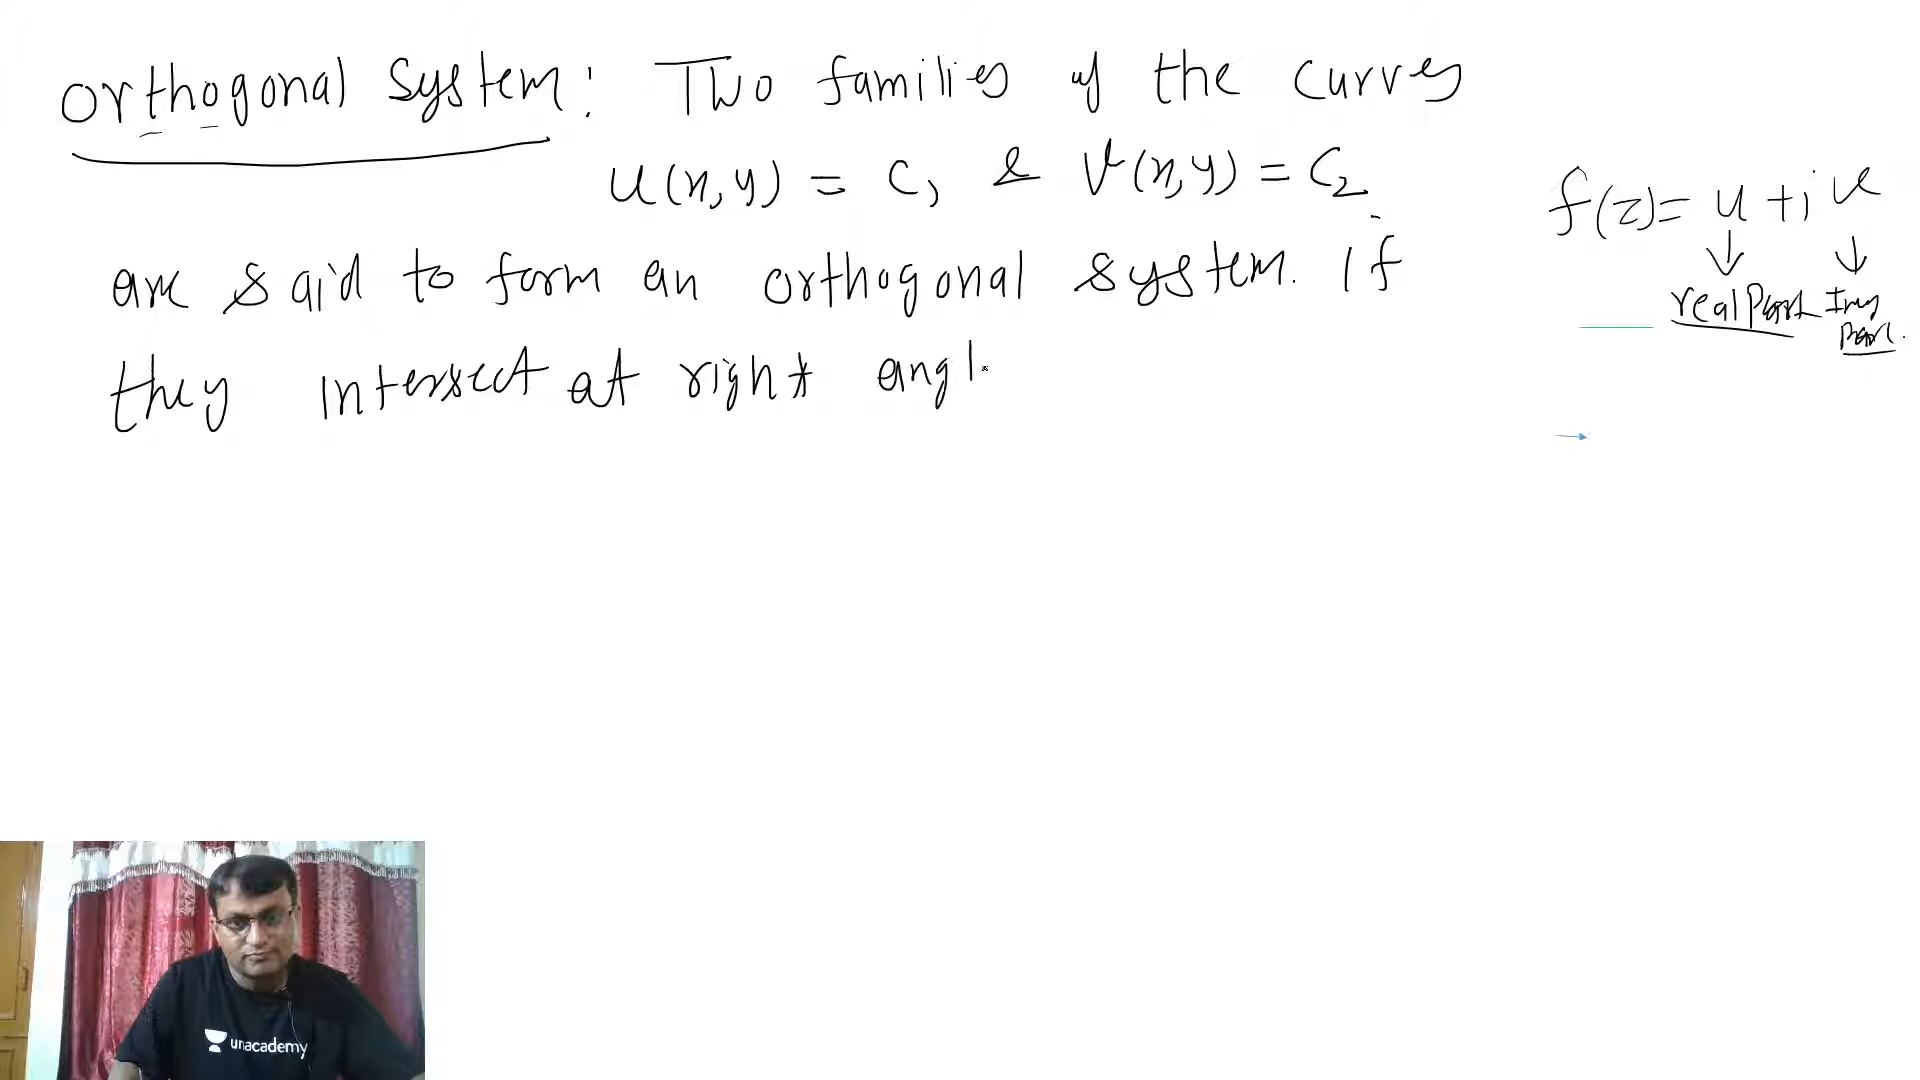 orthogonal system: Two families of the curves
u(x,y) = C₁ & v(x,y) = C₂
are said to form an orthogonal system. If
they intersect at right angl.
f(z)= u + i v
real Part Img
Part.
unacademy